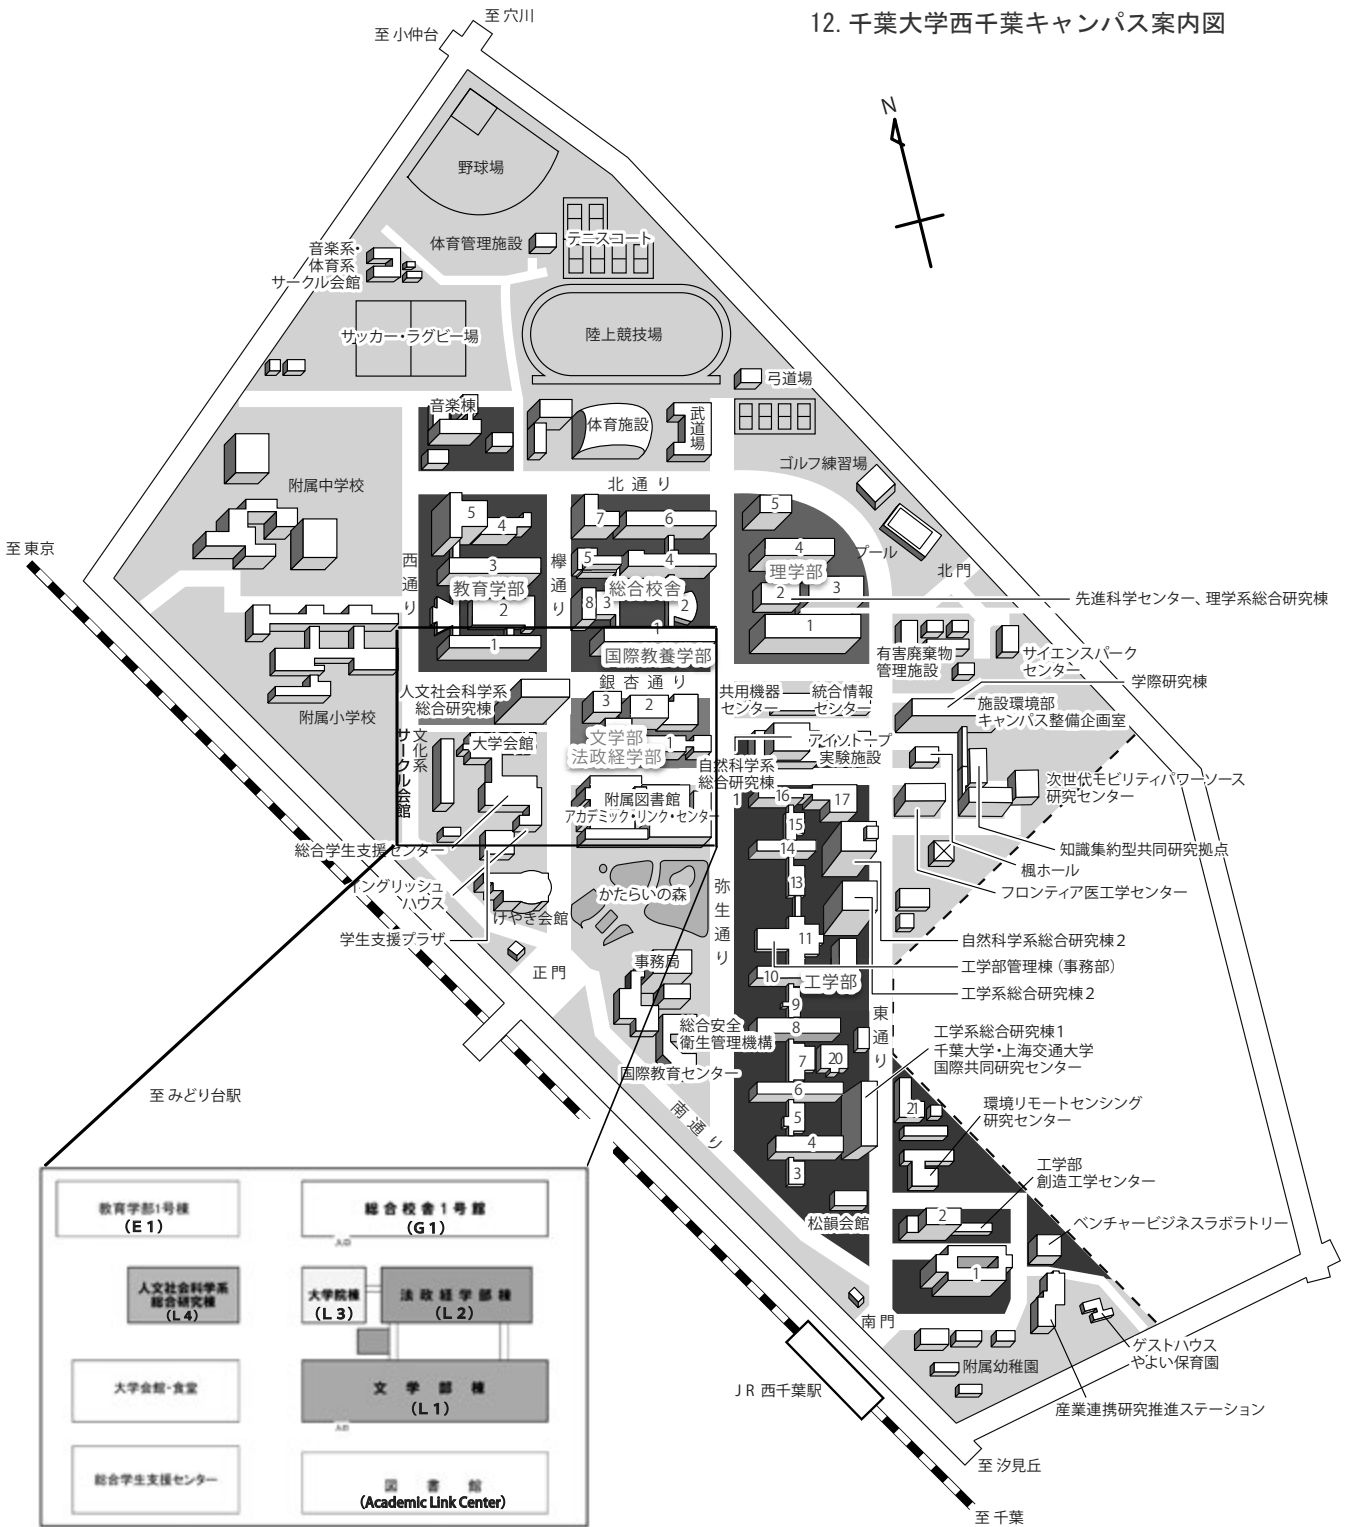 12. 千葉大学西千葉キャンパス案内図
至 穴川
至 小仲台
N
野球場
体育管理施設
テニスコート
音楽系・
体育系
サークル会館
サッカー・ラグビー場
陸上競技場
弓道場
音楽棟
体育施設
武道場
ゴルフ練習場
北通り
附属中学校
至 東京
西通り
欅通り
5
4
3
教育学部
2
1
7
6
5
4
総合校舎
8
3
2
1
国際教養学部
5
4
理学部
2
3
1
プール
北門
先進科学センター、理学系総合研究棟
有害廃棄物
管理施設
サイエンスパーク
センター
学際研究棟
施設環境部
キャンパス整備企画室
銀杏通り
人文社会科学系
総合研究棟
附属小学校
文化系
サークル会館
大学会館
3
2
文学部
1
法政経学部
共用機器
センター
統合情報
センター
アイソトープ
実験施設
自然科学系
総合研究棟
1
附属図書館
アカデミック・リンク・センター
次世代モビリティパワーソース
研究センター
知識集約型共同研究拠点
楓ホール
フロンティア医工学センター
16
17
15
14
13
11
10
工学部
9
8
7
20
6
5
4
3
総合学生支援センター
イングリッシュ
ハウス
けやき会館
学生支援プラザ
かたらいの森
弥生通り
自然科学系総合研究棟2
工学部管理棟（事務部）
工学系総合研究棟2
正門
事務局
総合安全
衛生管理機構
国際教育センター
東通り
工学系総合研究棟1
千葉大学・上海交通大学
国際共同研究センター
環境リモートセンシング
研究センター
21
南通り
至 みどり台駅
工学部
創造工学センター
松韻会館
2
ベンチャービジネスラボラトリー
1
南門
ゲストハウス
やよい保育園
附属幼稚園
JR 西千葉駅
産業連携研究推進ステーション
至 汐見丘
至 千葉
教育学部1号棟
(E1)
総合校舎1号館
(G1)
入口
人文社会科学系
総合研究棟
(L4)
大学院棟
(L3)
法政経学部棟
(L2)
大学会館・食堂
文学部棟
(L1)
入口
総合学生支援センター
図書館
(Academic Link Center)